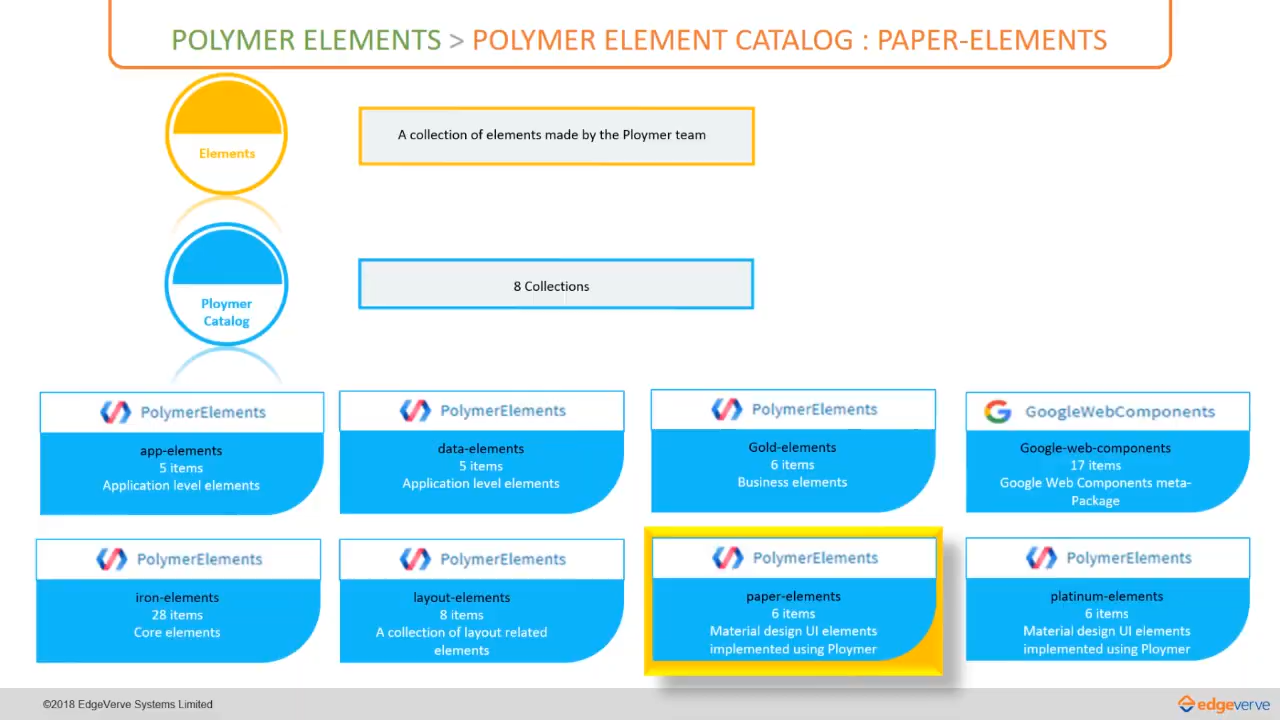 POLYMER ELEMENTS > POLYMER ELEMENT CATALOG : PAPER-ELEMENTS
Elements
A collection of elements made by the Ploymer team
Ploymer
Catalog
8 Collections
PolymerElements
app-elements
5 items
Application level elements
PolymerElements
data-elements
5 items
Application level elements
PolymerElements
Gold-elements
6 items
Business elements
GoogleWebComponents
Google-web-components
17 items
Google Web Components meta-
Package
PolymerElements
iron-elements
28 items
Core elements
PolymerElements
layout-elements
8 items
A collection of layout related
elements
PolymerElements
paper-elements
6 items
Material design UI elements
implemented using Ploymer
PolymerElements
platinum-elements
6 items
Material design UI elements
implemented using Ploymer
©2018 EdgeVerve Systems Limited
edgeverve